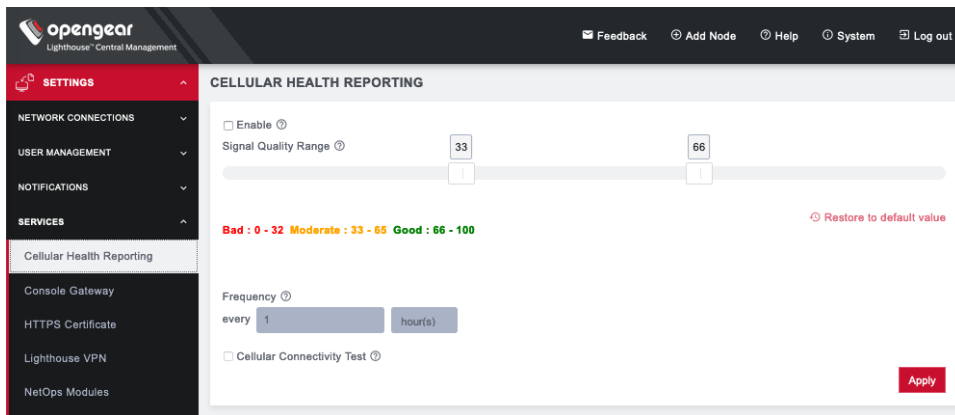 opengear
Lighthouse™ Central Management
Feedback
Add Node
Help
System
Log out
SETTINGS
NETWORK CONNECTIONS
USER MANAGEMENT
NOTIFICATIONS
SERVICES
Cellular Health Reporting
Console Gateway
HTTPS Certificate
Lighthouse VPN
NetOps Modules
CELLULAR HEALTH REPORTING
Enable
Signal Quality Range
33
66
Restore to default value
Bad : 0 - 32 Moderate : 33 - 65 Good : 66 - 100
Frequency
every 1 hour(s)
Cellular Connectivity Test
Apply